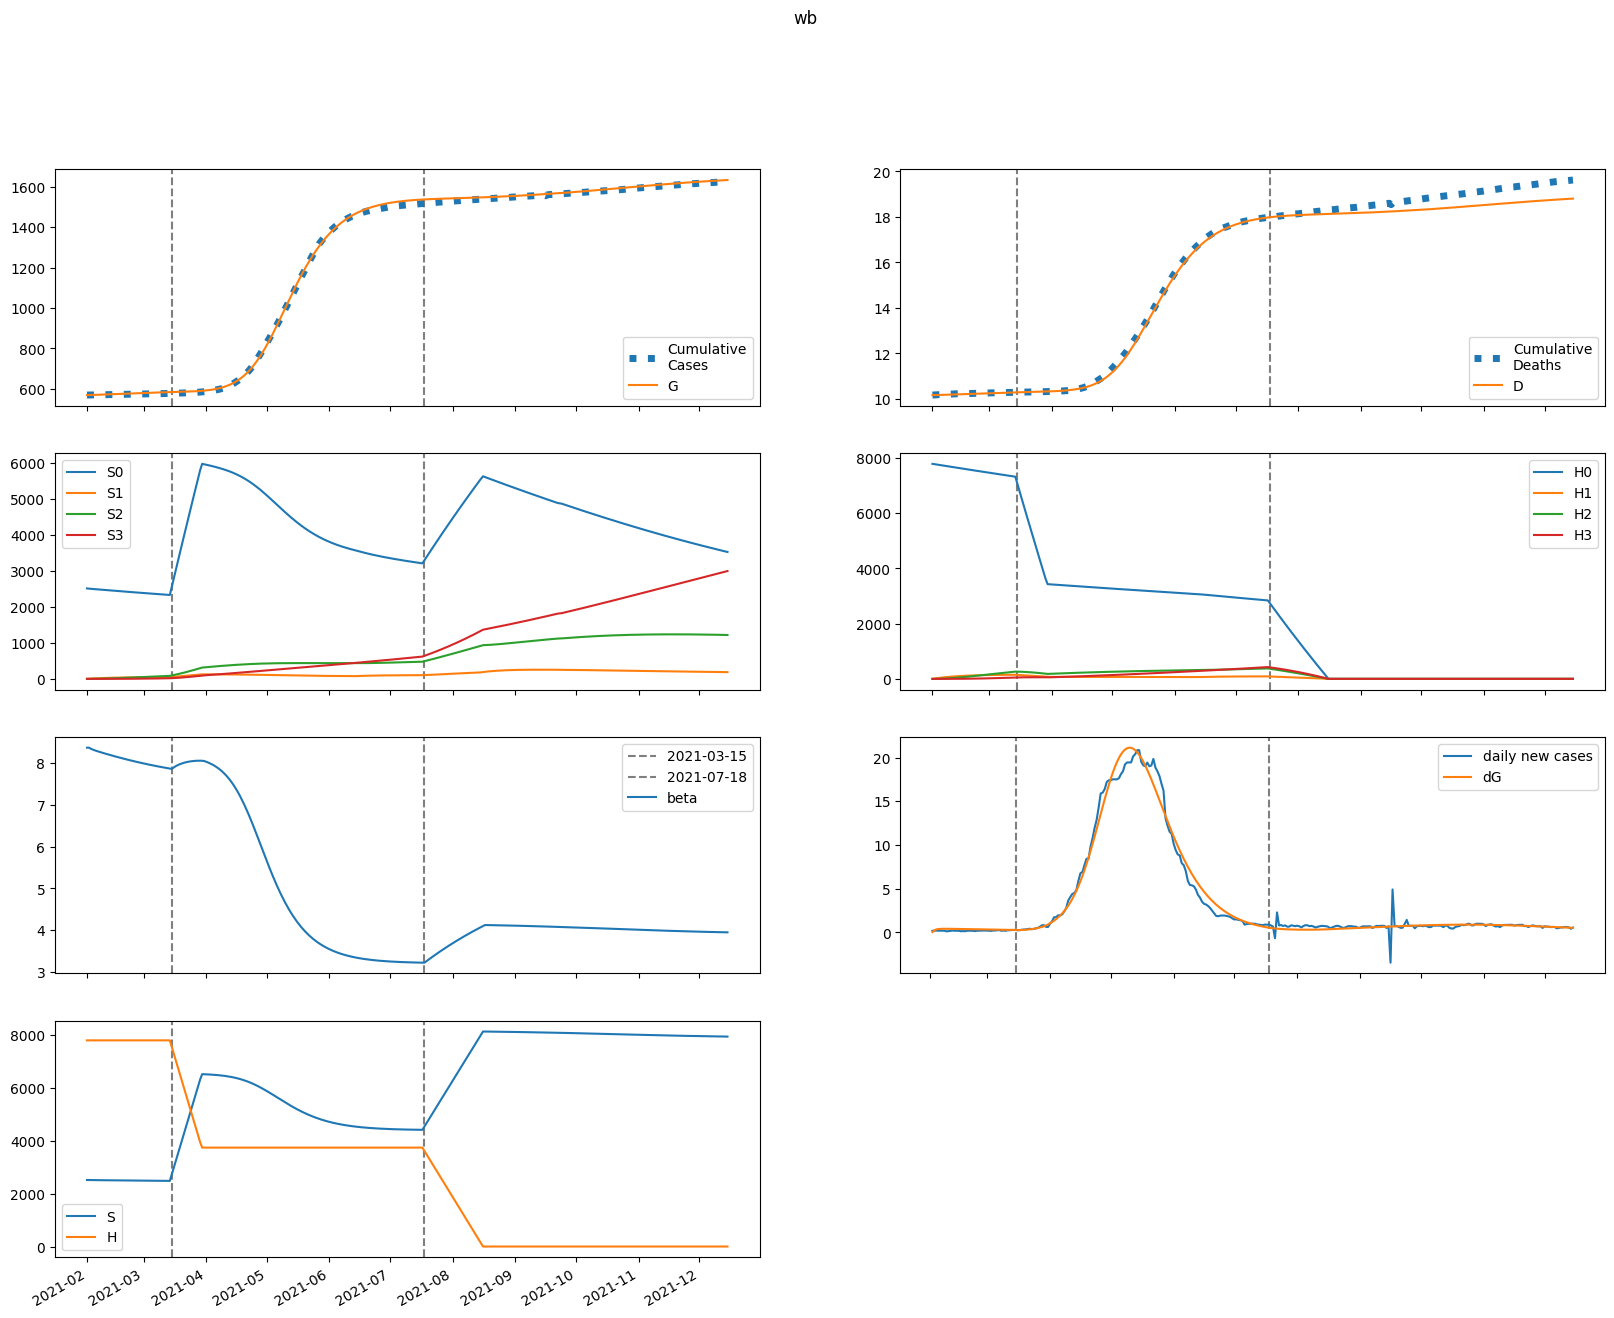 wb
1600
1400
1200
1000
800
600
Cumulative
Cases
G
20
18
16
14
12
10
Cumulative
Deaths
D
6000
5000
4000
3000
2000
1000
0
S0
S1
S2
S3
8000
6000
4000
2000
0
H0
H1
H2
H3
8
7
6
5
4
3
2021-03-15
2021-07-18
beta
20
15
10
5
0
daily new cases
dG
8000
6000
4000
2000
0
S
H
2021-02
2021-03
2021-04
2021-05
2021-06
2021-07
2021-08
2021-09
2021-10
2021-11
2021-12